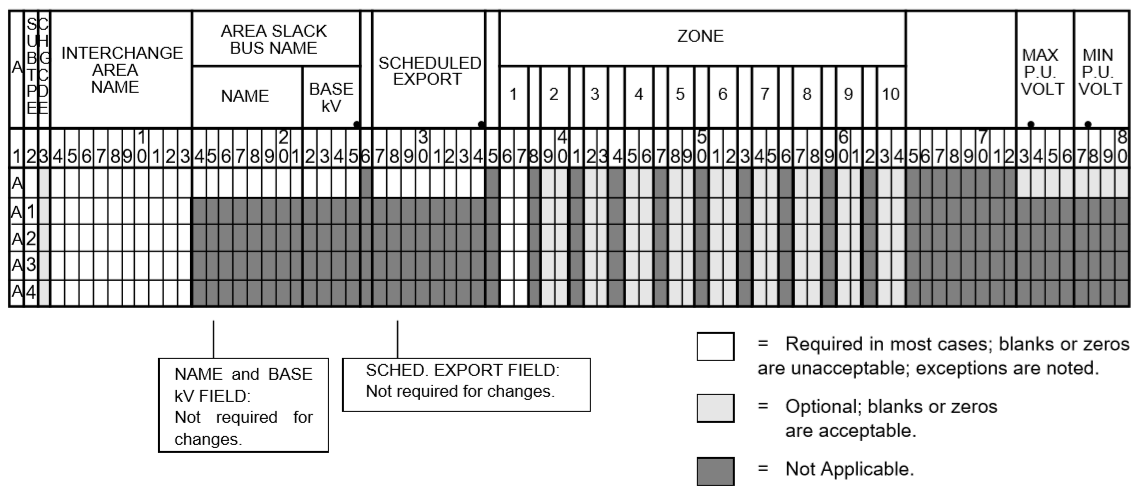 A
SUBTPE
CHGCDE
INTERCHANGE
AREA
NAME
AREA SLACK
BUS NAME
NAME
BASE
kV
SCHEDULED
EXPORT
ZONE
1 2 3 4 5 6 7 8 9 10
MAX
P.U.
VOLT
MIN
P.U.
VOLT
1 2 3 4 5 6 7 8
1 2 3 4 5 6 7 8 9 0 1 2 3 4 5 6 7 8 9 0 1 2 3 4 5 6 7 8 9 0 1 2 3 4 5 6 7 8 9 0 1 2 3 4 5 6 7 8 9 0 1 2 3 4 5 6 7 8 9 0 1 2 3 4 5 6 7 8 9 0 1 2 3 4 5 6 7 8 9 0
A
A 1
A 2
A 3
A 4
NAME and BASE
kV FIELD:
Not required for
changes.
SCHED. EXPORT FIELD:
Not required for changes.
= Required in most cases; blanks or zeros
are unacceptable; exceptions are noted.
= Optional; blanks or zeros
are acceptable.
= Not Applicable.